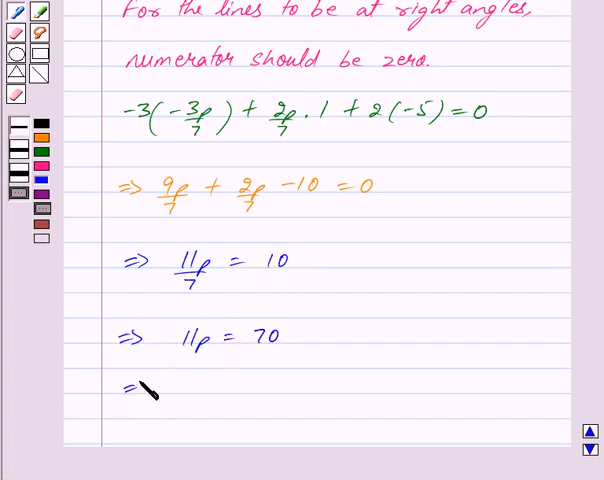 For the lines to be at right angles,
numerator should be zero.
-3(-3p/7) + 2p/7 . 1 + 2(-5) = 0
=> 9p/7 + 2p/7 - 10 = 0
=> 11p/7 = 10
=> 11p = 70
=